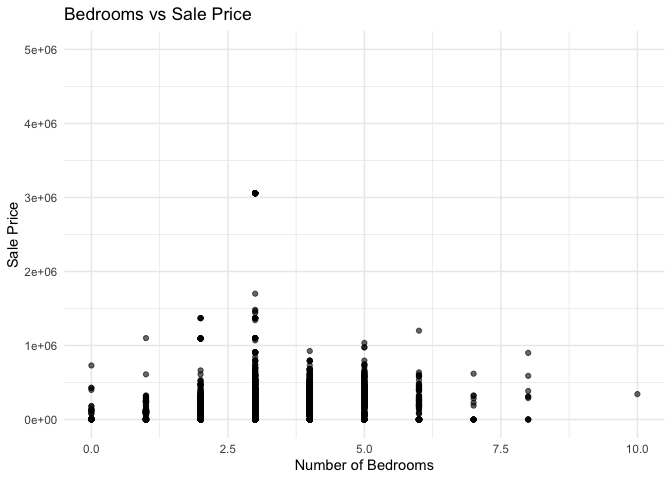 Bedrooms vs Sale Price
5e+06
4e+06
3e+06
2e+06
1e+06
0e+00
Sale Price
0.0 2.5 5.0 7.5 10.0
Number of Bedrooms